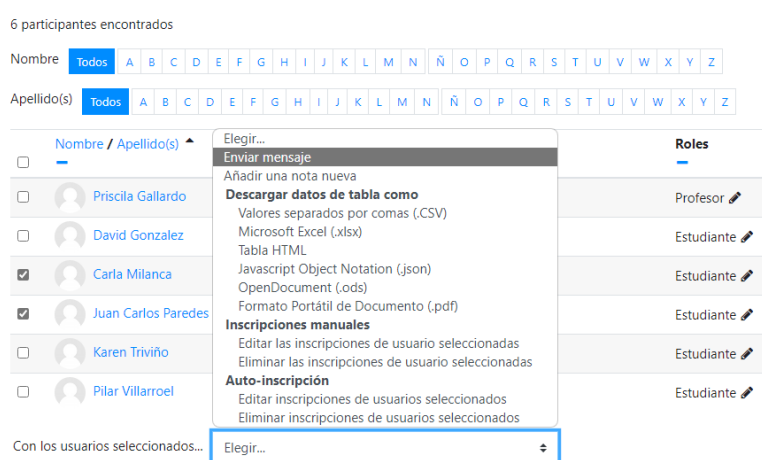 6 participantes encontrados
Nombre Todos A B C D E F G H I J K L M N Ñ O P Q R S T U V W X Y Z
Apellido(s) Todos A B C D E F G H I J K L M N Ñ O P Q R S T U V W X Y Z
Nombre / Apellido(s) Roles
Elegir...
Enviar mensaje
Añadir una nota nueva
Descargar datos de tabla como
Valores separados por comas (.CSV)
Microsoft Excel (.xlsx)
Tabla HTML
Javascript Object Notation (.json)
OpenDocument (.ods)
Formato Portátil de Documento (.pdf)
Inscripciones manuales
Editar las inscripciones de usuario seleccionadas
Eliminar las inscripciones de usuario seleccionadas
Auto-inscripción
Editar inscripciones de usuarios seleccionados
Eliminar inscripciones de usuarios seleccionados
Priscila Gallardo Profesor
David Gonzalez Estudiante
Carla Milanca Estudiante
Juan Carlos Paredes Estudiante
Karen Triviño Estudiante
Pilar Villarroel Estudiante
Con los usuarios seleccionados... Elegir...